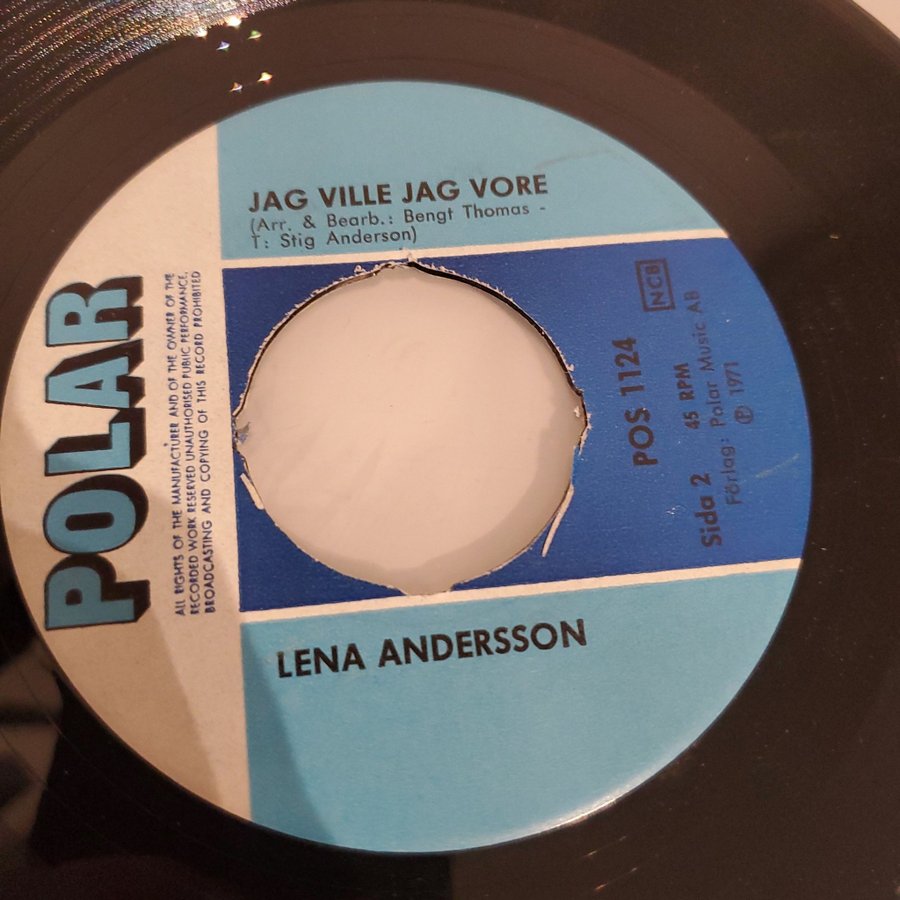 JAG VILLE JAG VORE
(Arr. & Bearb.: Bengt Thomas -
T: Stig Anderson)
POLAR
ALL RIGHTS OF THE MANUFACTURER AND OF THE OWNER OF THE
RECORDED WORK RESERVED UNAUTHORISED PUBLIC PERFORMANCE,
BROADCASTING AND COPYING OF THIS RECORD PROHIBITED
NCB
POS 1124
Sida 2 45 RPM
Förlag: Polar Music AB
Ⓟ 1971
LENA ANDERSSON